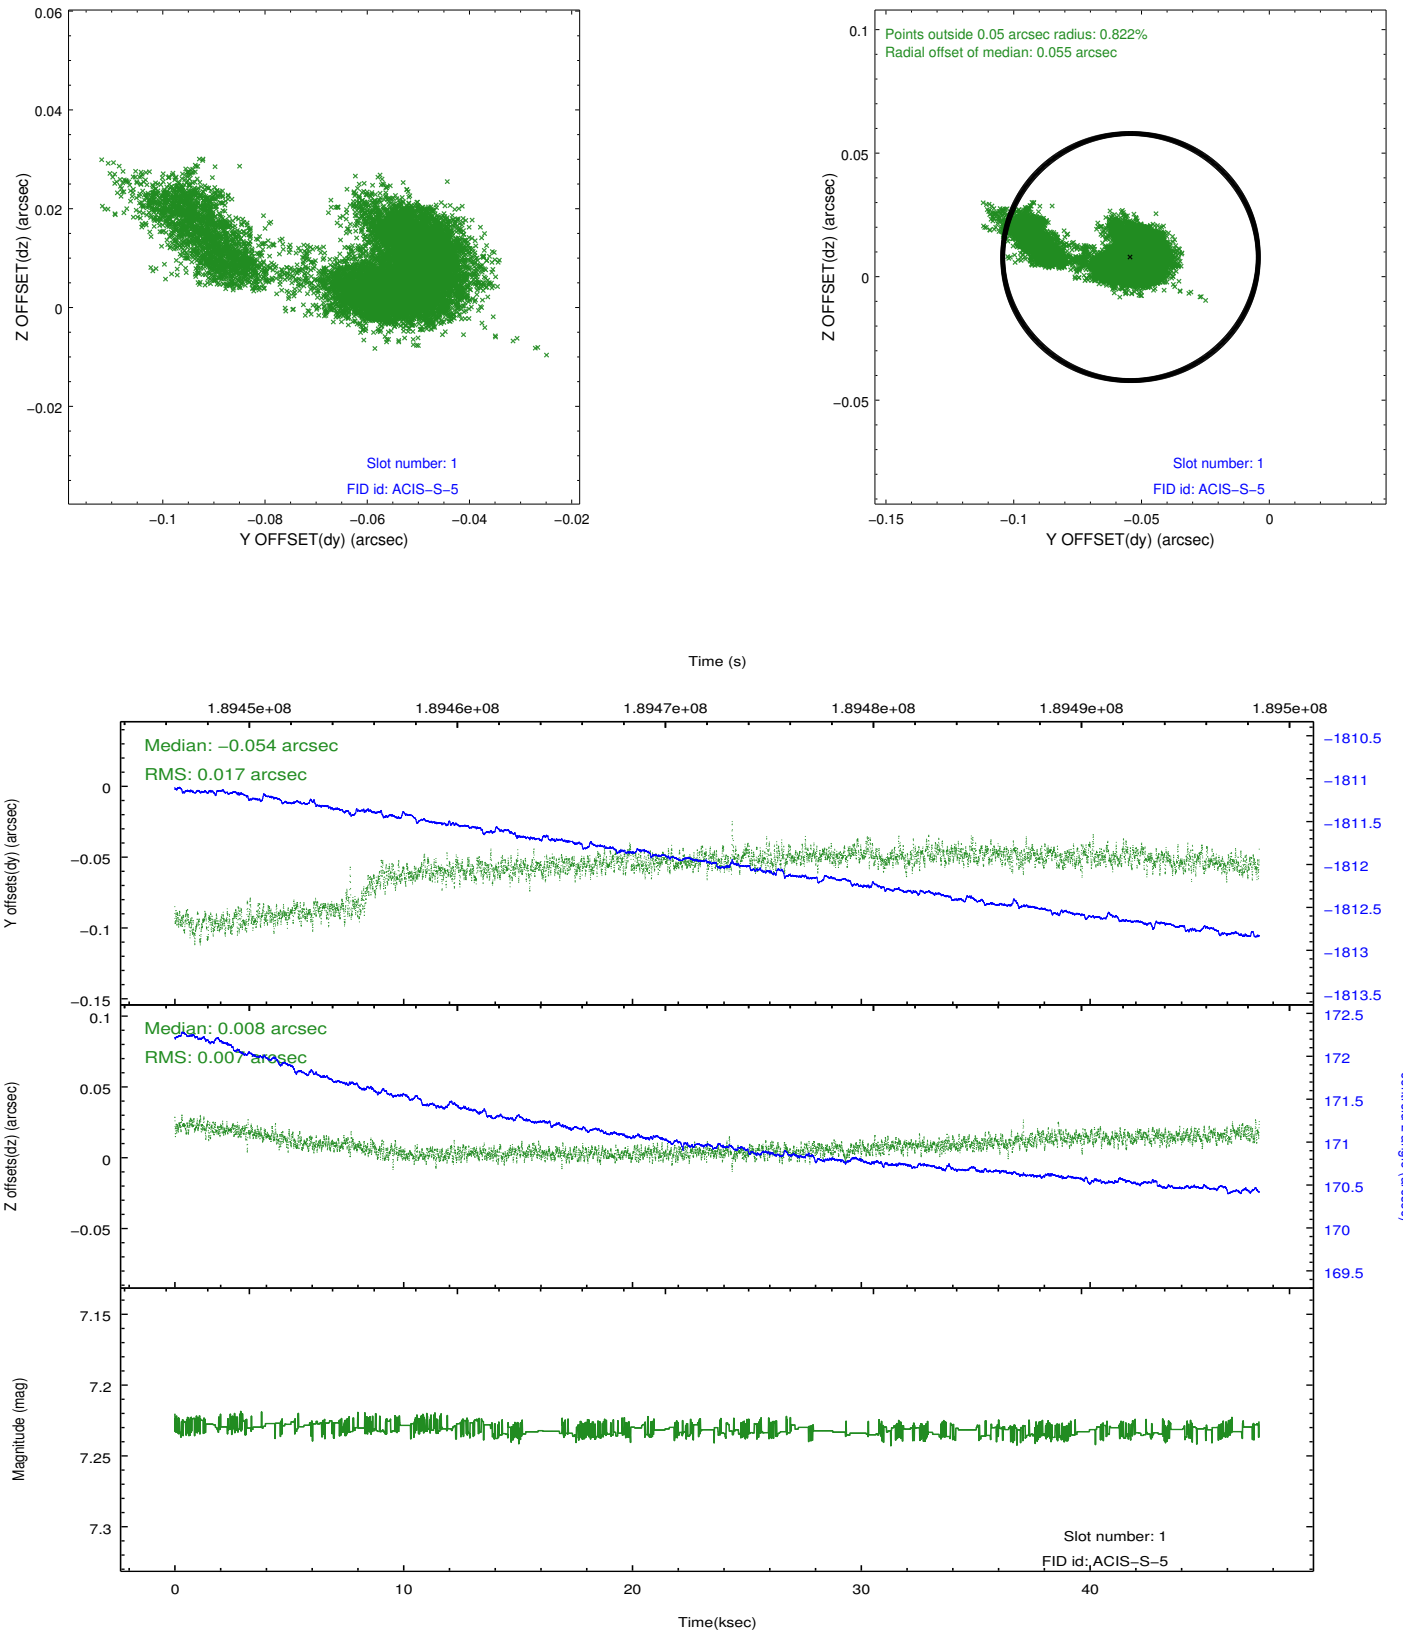 0.06
0.04
0.02
0
−0.02
Z OFFSET(dz) (arcsec)
Slot number: 1
FID id: ACIS−S−5
−0.1 −0.08 −0.06 −0.04 −0.02
Y OFFSET(dy) (arcsec)
0.1
0.05
0
−0.05
Z OFFSET(dz) (arcsec)
Points outside 0.05 arcsec radius: 0.822%
Radial offset of median: 0.055 arcsec
Slot number: 1
FID id: ACIS−S−5
−0.15 −0.1 −0.05 0
Y OFFSET(dy) (arcsec)
Time (s)
1.8945e+08 1.8946e+08 1.8947e+08 1.8948e+08 1.8949e+08 1.895e+08
Median: −0.054 arcsec
RMS: 0.017 arcsec
0
−0.05
−0.1
−0.15
Y offsets(dy) (arcsec)
−1810.5
−1811
−1811.5
−1812
−1812.5
−1813
−1813.5
Median: 0.008 arcsec
RMS: 0.007 arcsec
0.1
0.05
0
−0.05
Z offsets(dz) (arcsec)
172.5
172
171.5
171
170.5
170
169.5
7.15
7.2
7.25
7.3
Magnitude (mag)
Slot number: 1
FID id: ACIS−S−5
0 10 20 30 40
Time(ksec)